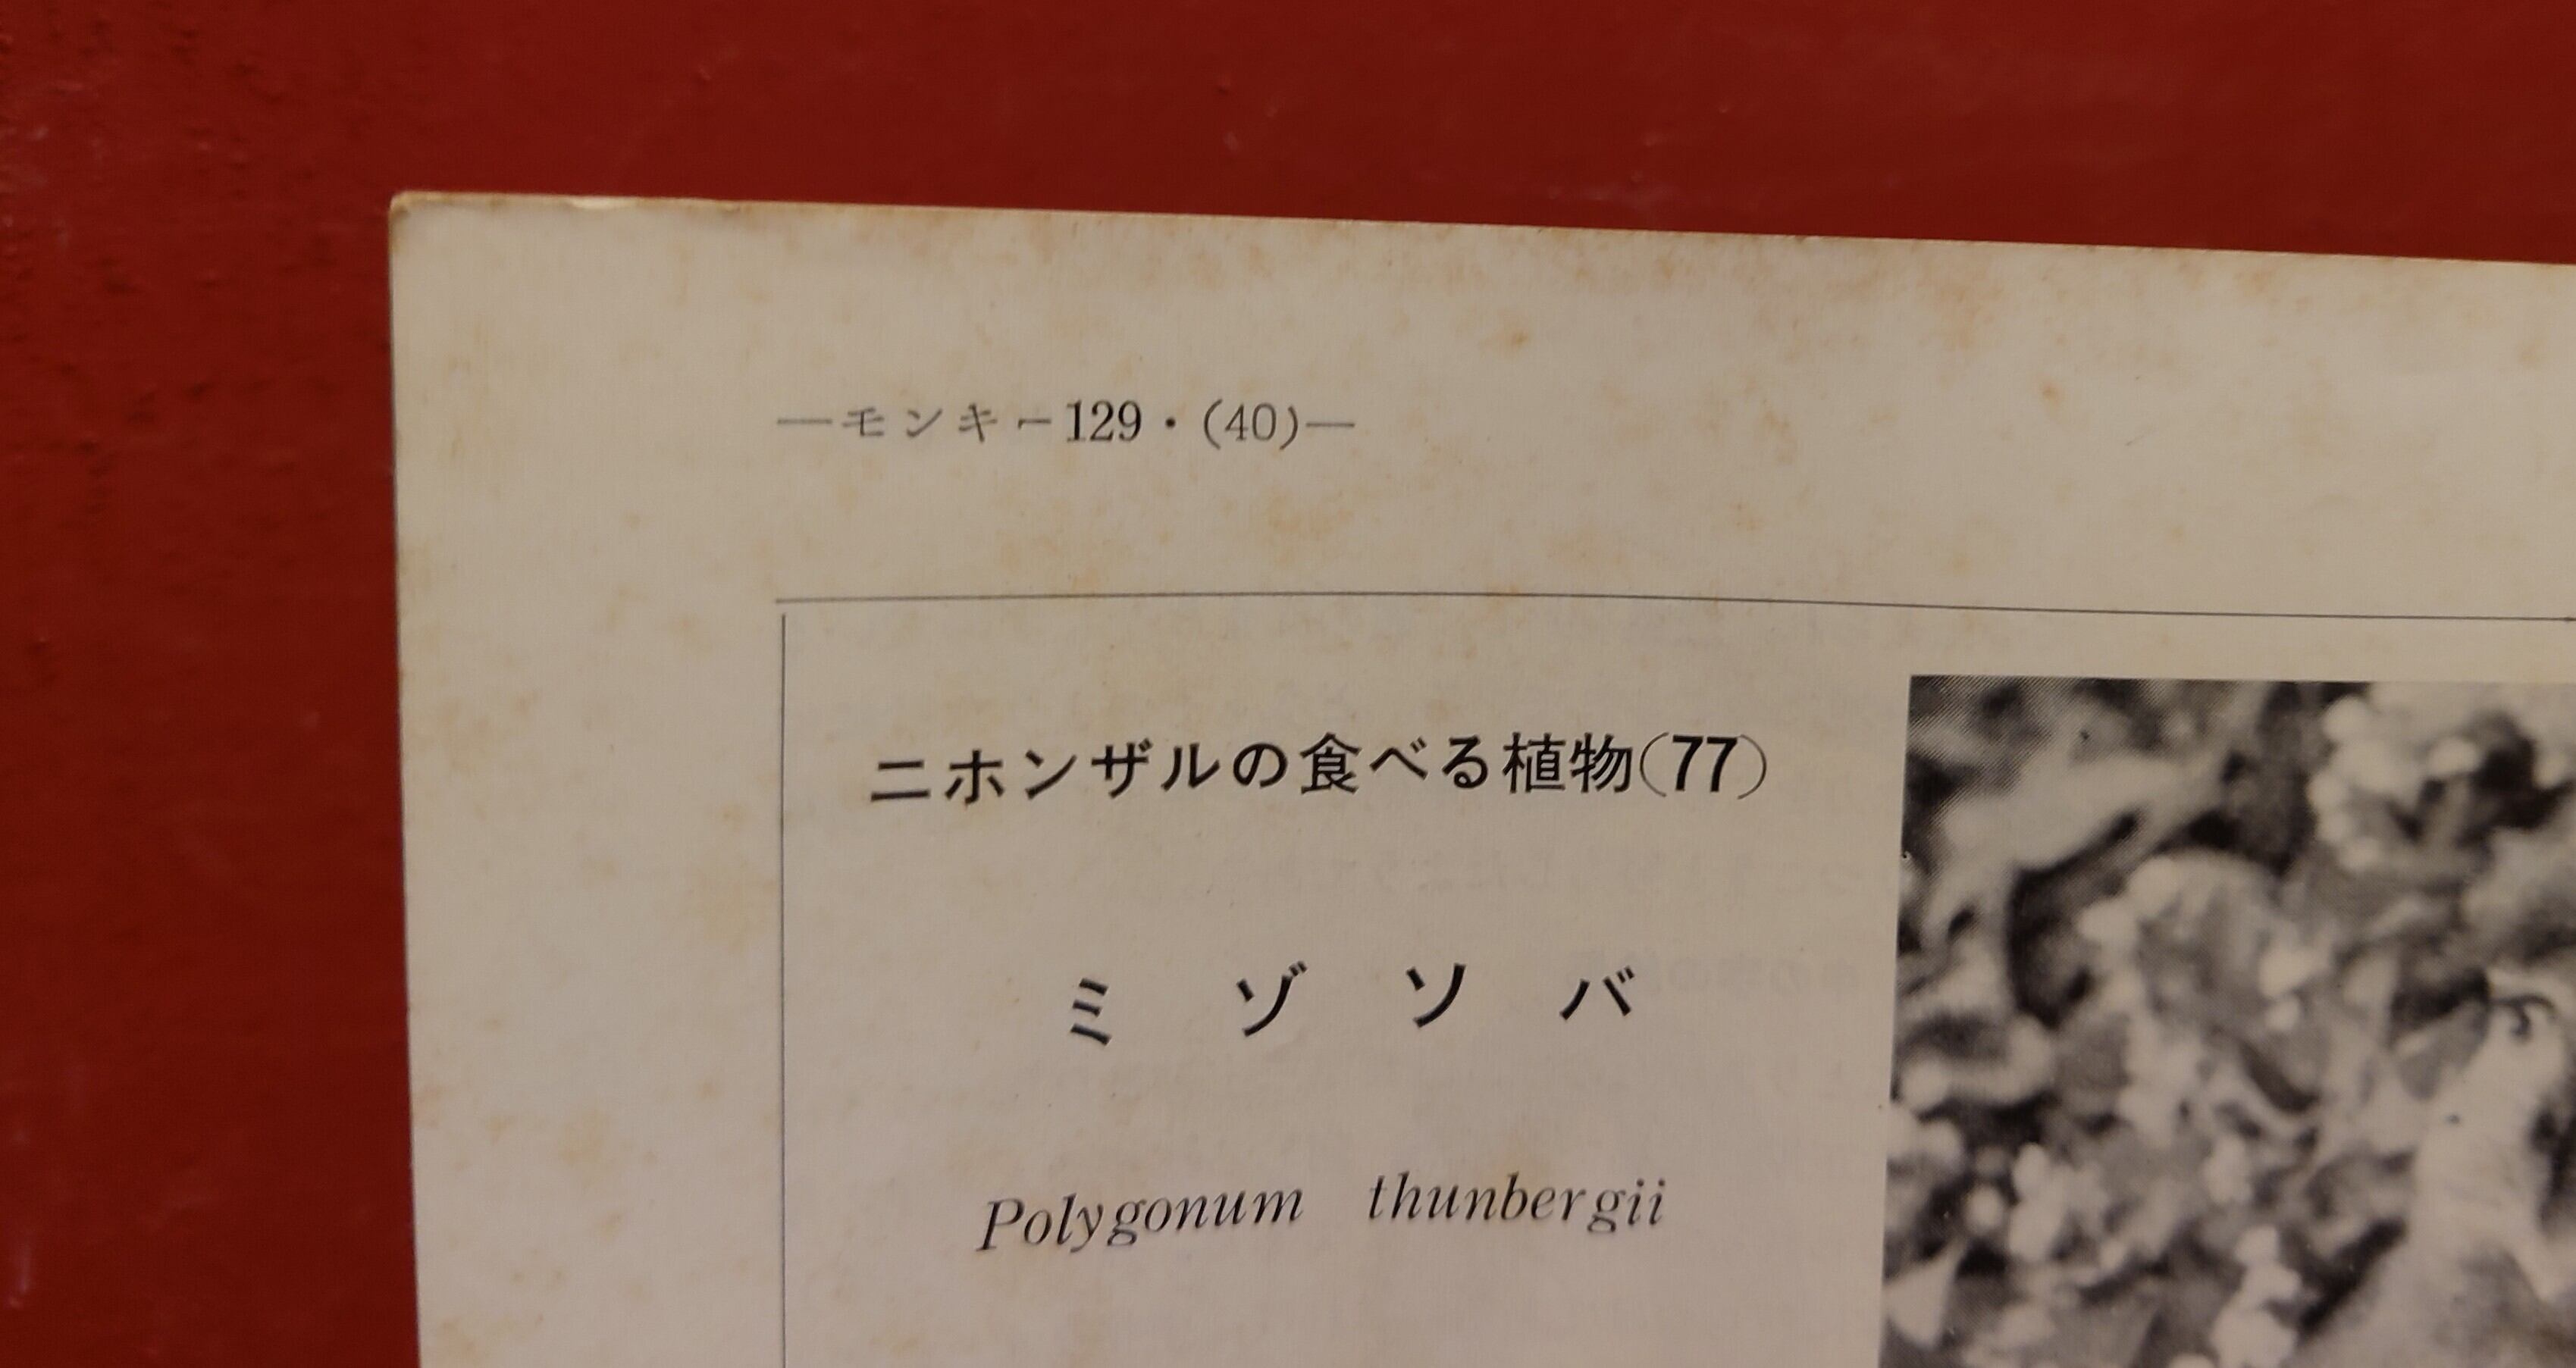 ―モンキー129・(40)―
ニホンザルの食べる植物(77)
ミゾソバ
Polygonum thunbergii